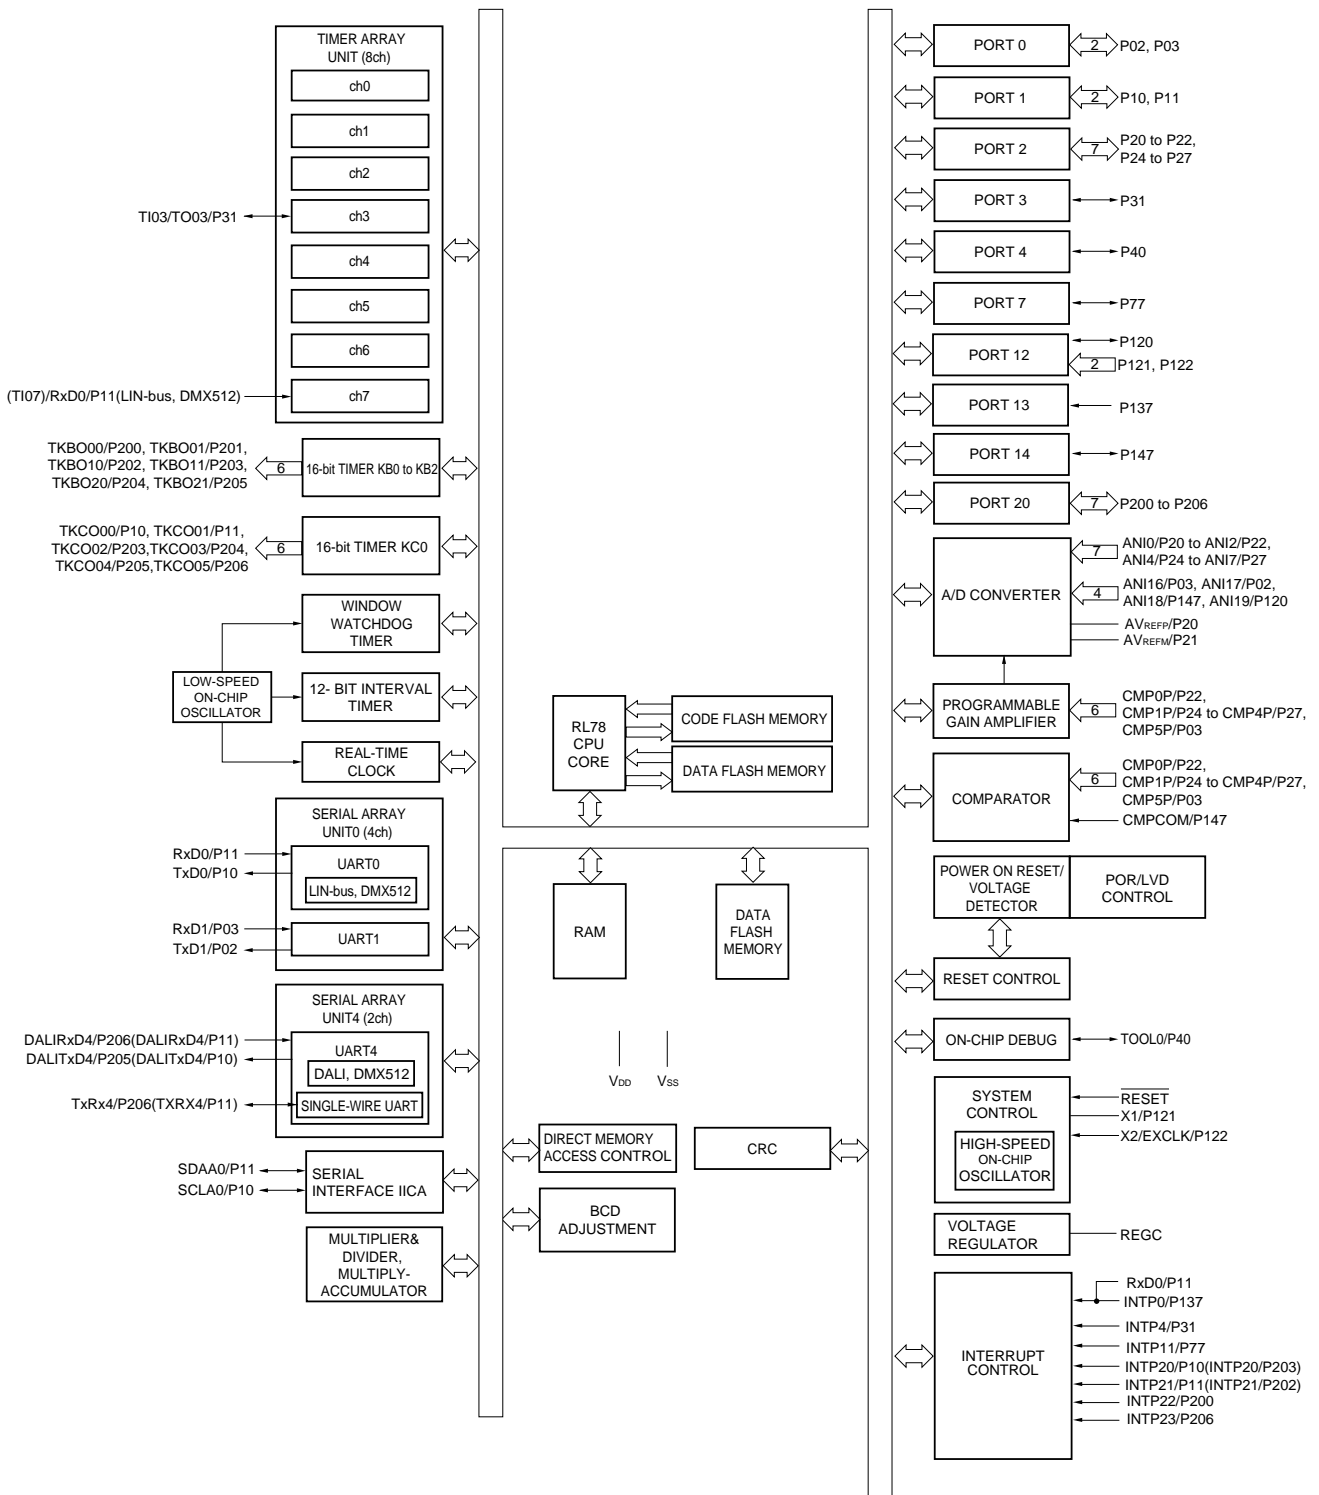 TIMER ARRAY
UNIT (8ch)
ch0
ch1
ch2
TI03/TO03/P31
ch3
ch4
ch5
ch6
(TI07)/RxD0/P11(LIN-bus, DMX512)
ch7
TKBO00/P200, TKBO01/P201,
TKBO10/P202, TKBO11/P203,
TKBO20/P204, TKBO21/P205
6
16-bit TIMER KB0 to KB2
TKCO00/P10, TKCO01/P11,
TKCO02/P203,TKCO03/P204,
TKCO04/P205,TKCO05/P206
6
16-bit TIMER KC0
WINDOW
WATCHDOG
TIMER
LOW-SPEED
ON-CHIP
OSCILLATOR
12- BIT INTERVAL
TIMER
REAL-TIME
CLOCK
SERIAL ARRAY
UNIT0 (4ch)
RxD0/P11
TxD0/P10
UART0
LIN-bus, DMX512
RxD1/P03
TxD1/P02
UART1
SERIAL ARRAY
UNIT4 (2ch)
DALIRxD4/P206(DALIRxD4/P11)
DALITxD4/P205(DALITxD4/P10)
UART4
DALI, DMX512
TxRx4/P206(TXRX4/P11)
SINGLE-WIRE UART
SDAA0/P11
SCLA0/P10
SERIAL
INTERFACE IICA
MULTIPLIER&
DIVIDER,
MULTIPLY-
ACCUMULATOR
RL78
CPU
CORE
CODE FLASH MEMORY
DATA FLASH MEMORY
RAM
DATA
FLASH
MEMORY
VDD
VSS
DIRECT MEMORY
ACCESS CONTROL
CRC
BCD
ADJUSTMENT
PORT 0
2
P02, P03
PORT 1
2
P10, P11
PORT 2
7
P20 to P22,
P24 to P27
PORT 3
P31
PORT 4
P40
PORT 7
P77
PORT 12
P120
2
P121, P122
PORT 13
P137
PORT 14
P147
PORT 20
7
P200 to P206
A/D CONVERTER
7
ANI0/P20 to ANI2/P22,
ANI4/P24 to ANI7/P27
4
ANI16/P03, ANI17/P02,
ANI18/P147, ANI19/P120
AVREFP/P20
AVREFM/P21
PROGRAMMABLE
GAIN AMPLIFIER
6
CMP0P/P22,
CMP1P/P24 to CMP4P/P27,
CMP5P/P03
COMPARATOR
6
CMP0P/P22,
CMP1P/P24 to CMP4P/P27,
CMP5P/P03
CMPCOM/P147
POWER ON RESET/
VOLTAGE
DETECTOR
POR/LVD
CONTROL
RESET CONTROL
ON-CHIP DEBUG
TOOL0/P40
SYSTEM
CONTROL
HIGH-SPEED
ON-CHIP
OSCILLATOR
RESET
X1/P121
X2/EXCLK/P122
VOLTAGE
REGULATOR
REGC
INTERRUPT
CONTROL
RxD0/P11
INTP0/P137
INTP4/P31
INTP11/P77
INTP20/P10(INTP20/P203)
INTP21/P11(INTP21/P202)
INTP22/P200
INTP23/P206